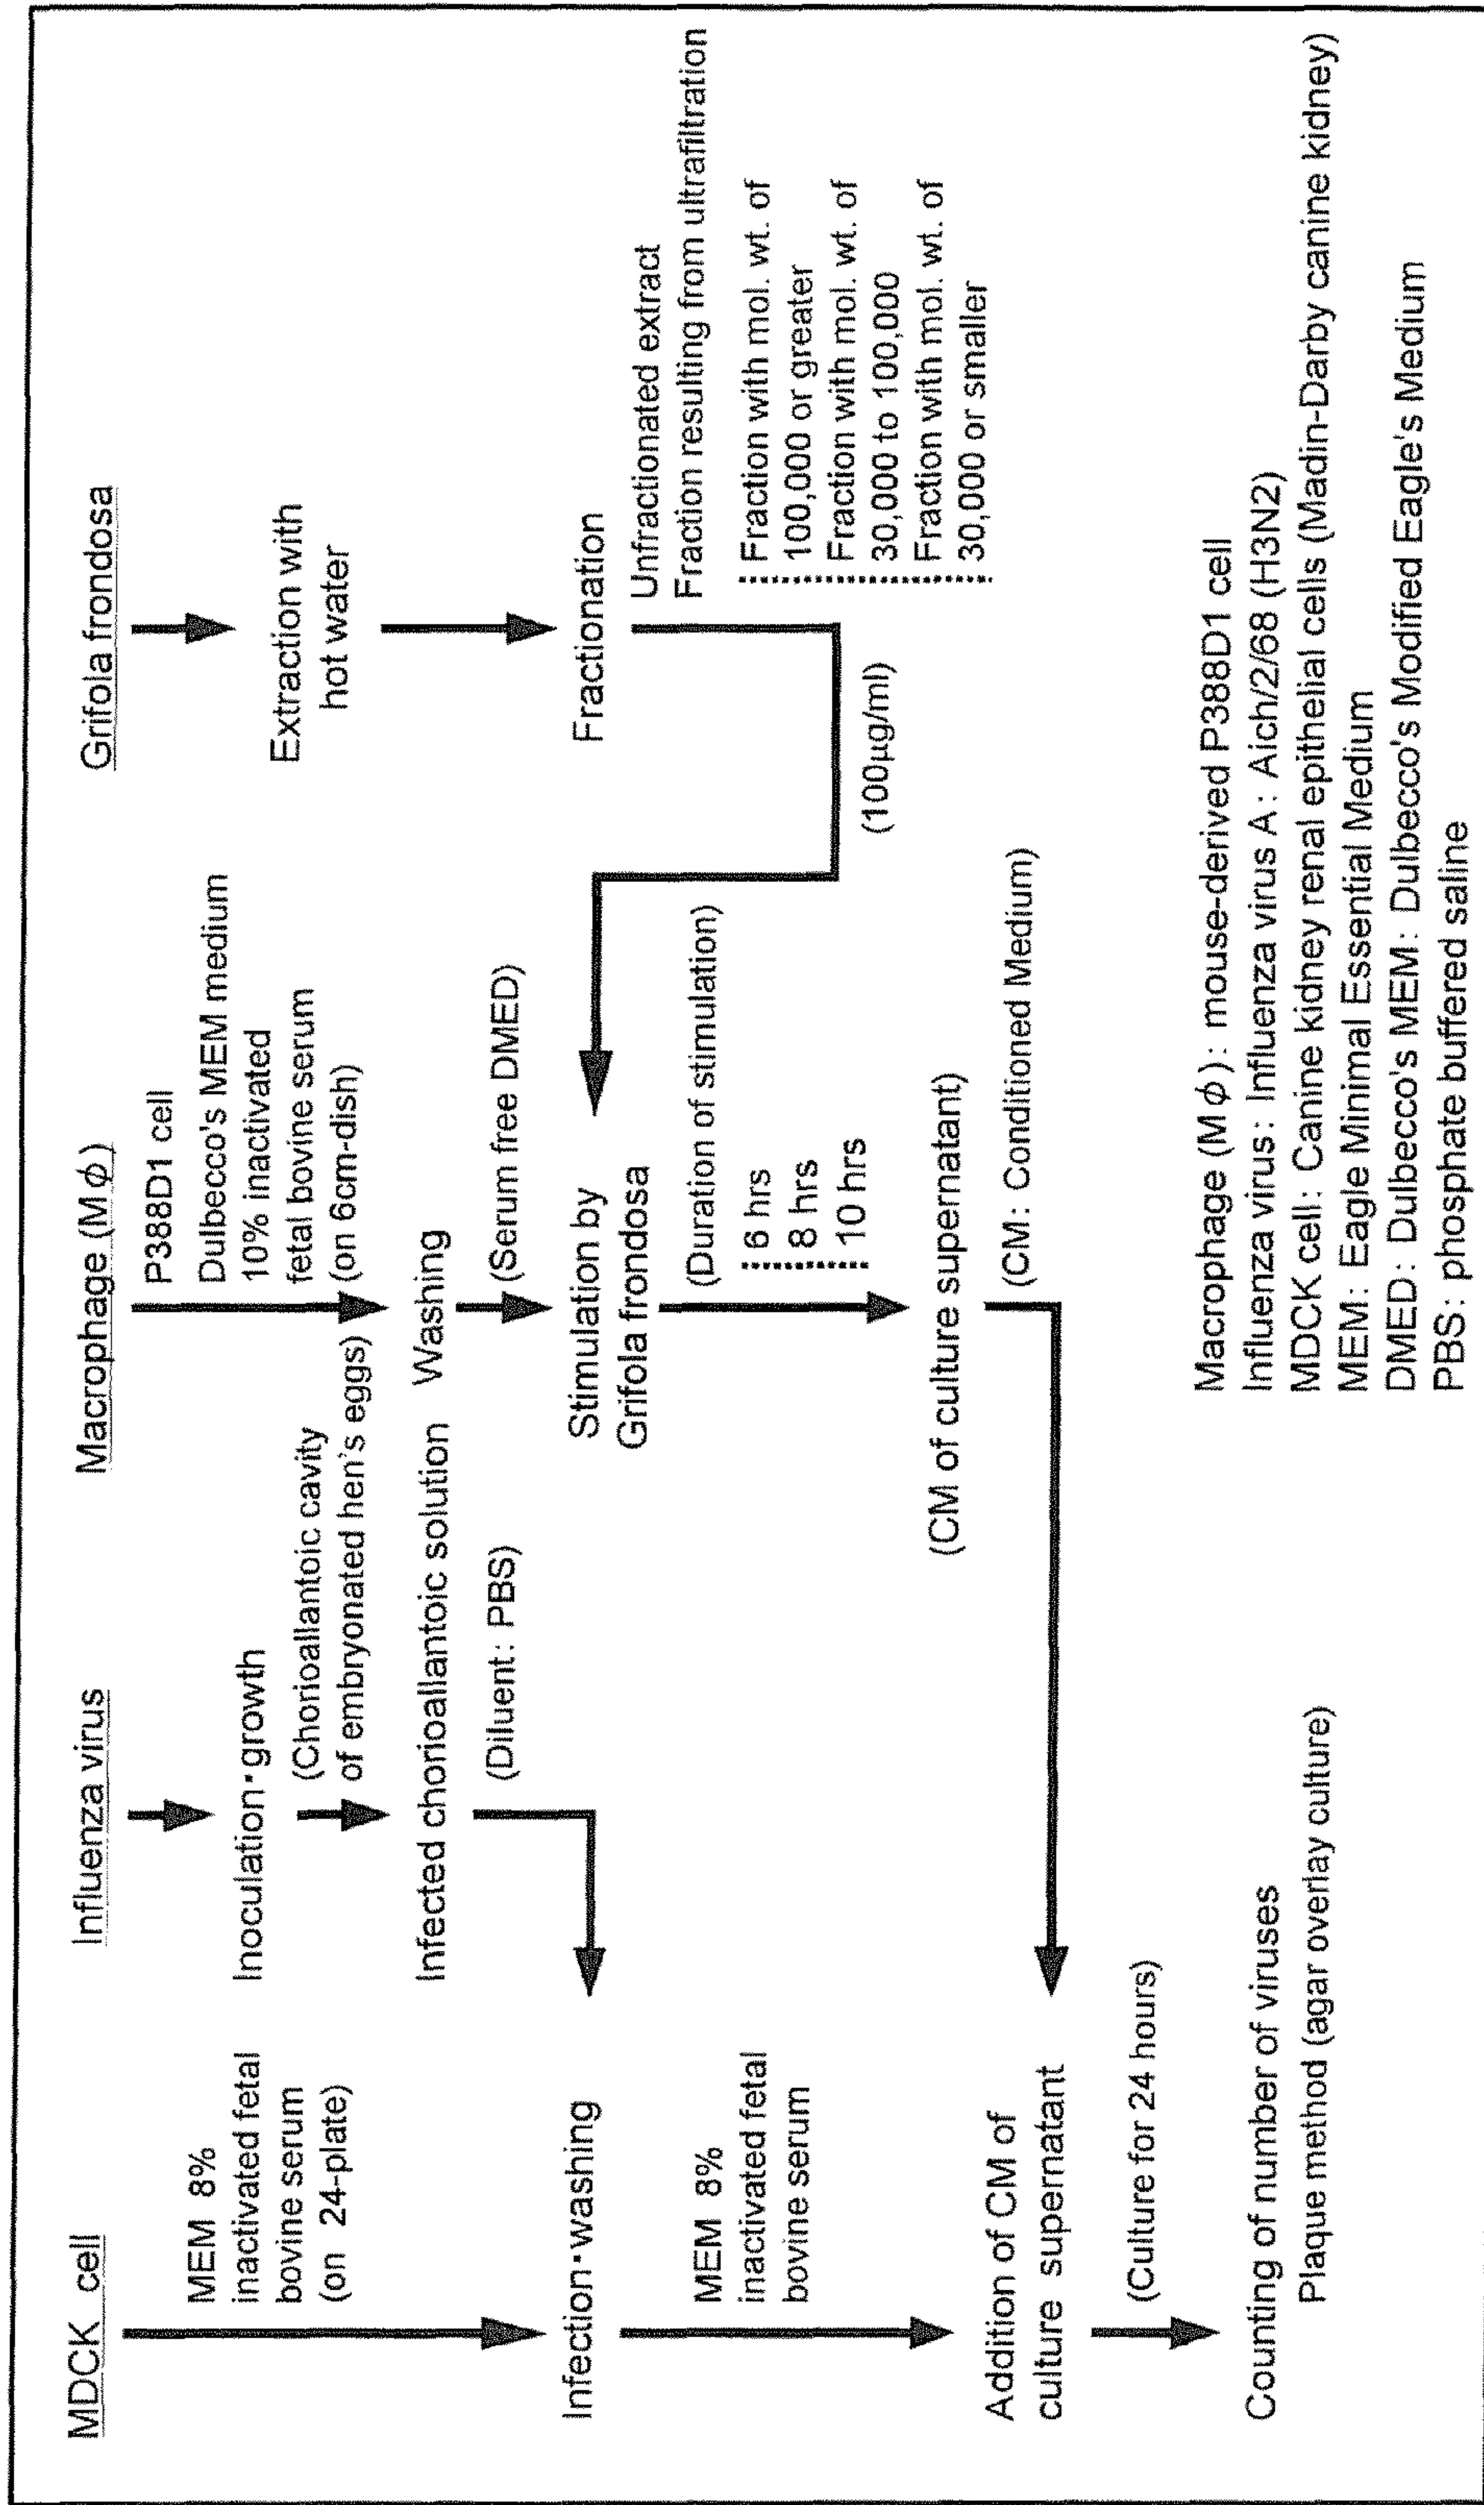 MDCK cell
MEM 8%
inactivated fetal
bovine serum
(on 24-plate)
Infection·washing
MEM 8%
inactivated fetal
bovine serum
Addition of CM of
culture supernatant
(Culture for 24 hours)
Counting of number of viruses
Plaque method (agar overlay culture)
Influenza virus
Inoculation·growth
(Chorioallantoic cavity
of embryonated hen's eggs)
Infected chorioallantoic solution
(Diluent: PBS)
Macrophage (Mϕ)
P388D1 cell
Dulbecco's MEM medium
10% inactivated
fetal bovine serum
(on 6cm-dish)
Washing
(Serum free DMED)
Stimulation by
Grifola frondosa
(Duration of stimulation)
6 hrs
8 hrs
10 hrs
(CM of culture supernatant)
(CM: Conditioned Medium)
Grifola frondosa
Extraction with
hot water
Fractionation
Unfractionated extract
Fraction resulting from ultrafiltration
Fraction with mol. wt. of
100,000 or greater
Fraction with mol. wt. of
30,000 to 100,000
Fraction with mol. wt. of
30,000 or smaller
(100μg/ml)
Macrophage (Mϕ): mouse-derived P388D1 cell
Influenza virus: Influenza virus A: Aich/2/68 (H3N2)
MDCK cell: Canine kidney renal epithelial cells (Madin-Darby canine kidney)
MEM: Eagle Minimal Essential Medium
DMED: Dulbecco's MEM: Dulbecco's Modified Eagle's Medium
PBS: phosphate buffered saline